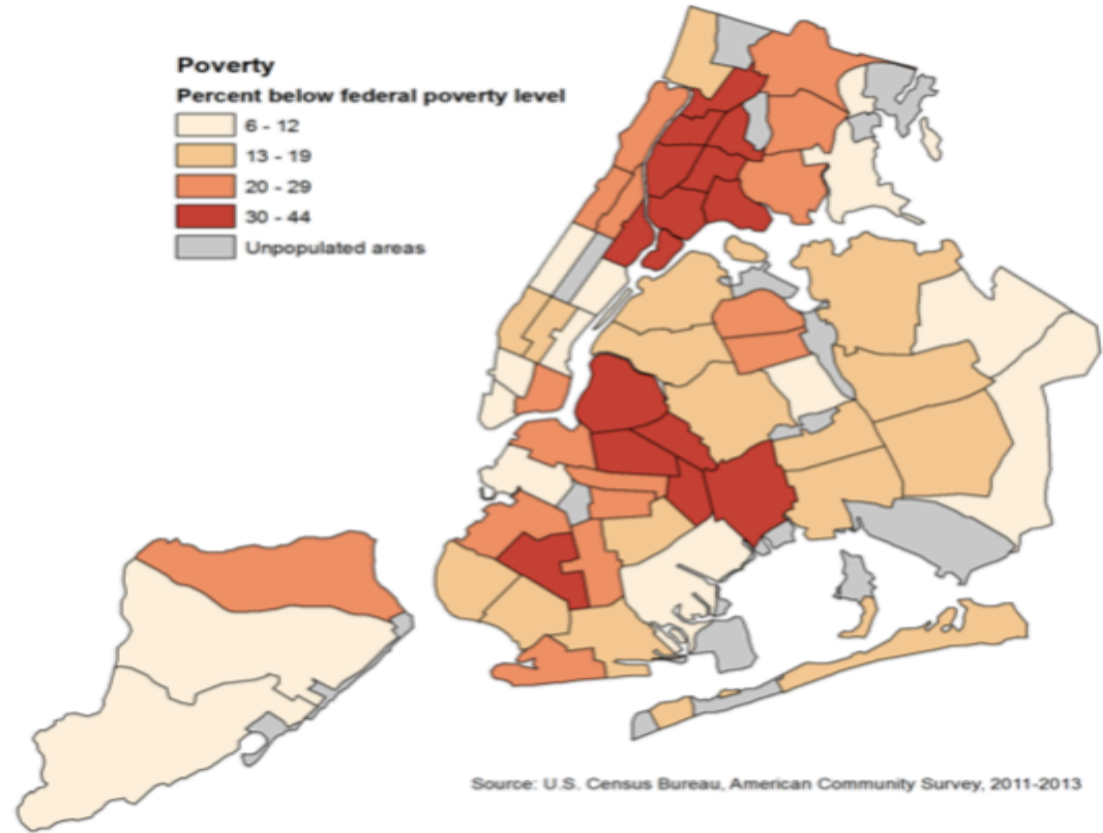 Poverty
Percent below federal poverty level
6 - 12
13 - 19
20 - 29
30 - 44
Unpopulated areas
Source: U.S. Census Bureau, American Community Survey, 2011-2013